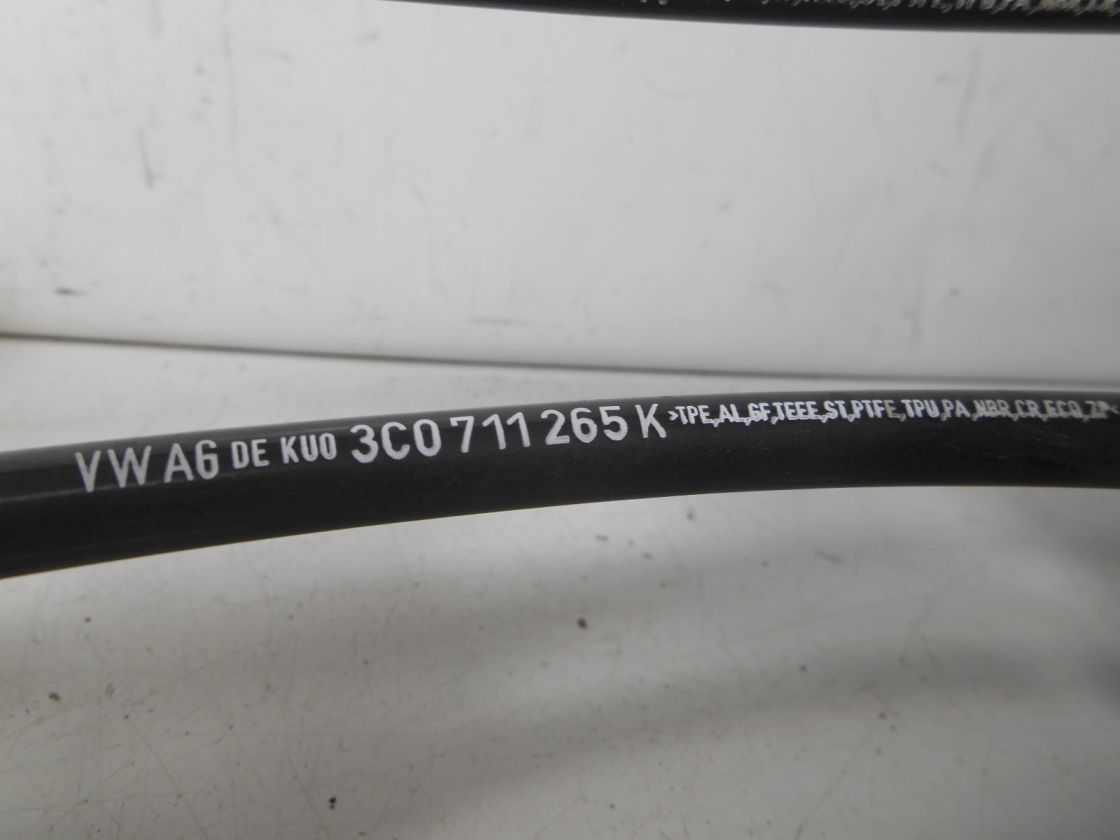 VW AG DE KUO 3C0 711 265 K >TPE,AL,GF,TEEE,ST,PTFE,TPU,PA,NBR,CR,ECO,